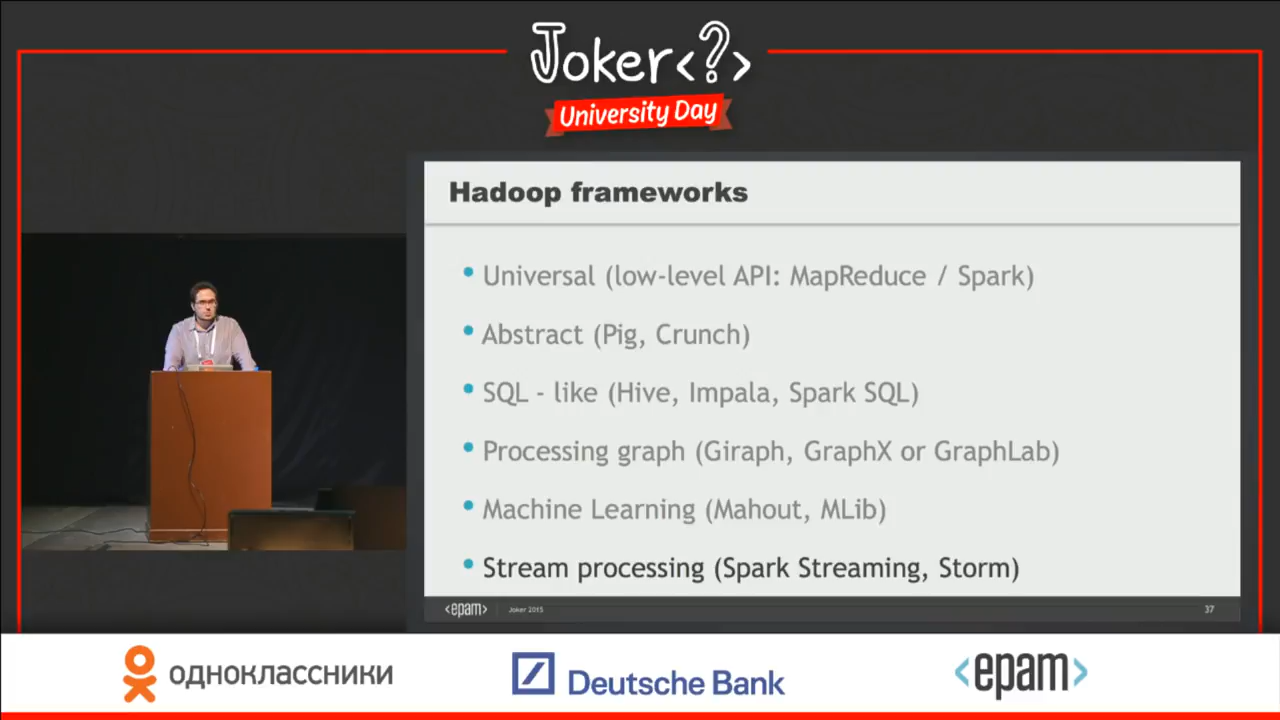 Joker<?>
University Day
Hadoop frameworks
• Universal (low-level API: MapReduce / Spark)
• Abstract (Pig, Crunch)
• SQL - like (Hive, Impala, Spark SQL)
• Processing graph (Giraph, GraphX or GraphLab)
• Machine Learning (Mahout, MLib)
• Stream processing (Spark Streaming, Storm)
<epam> Joker 2015 37
одноклассники Deutsche Bank <epam>